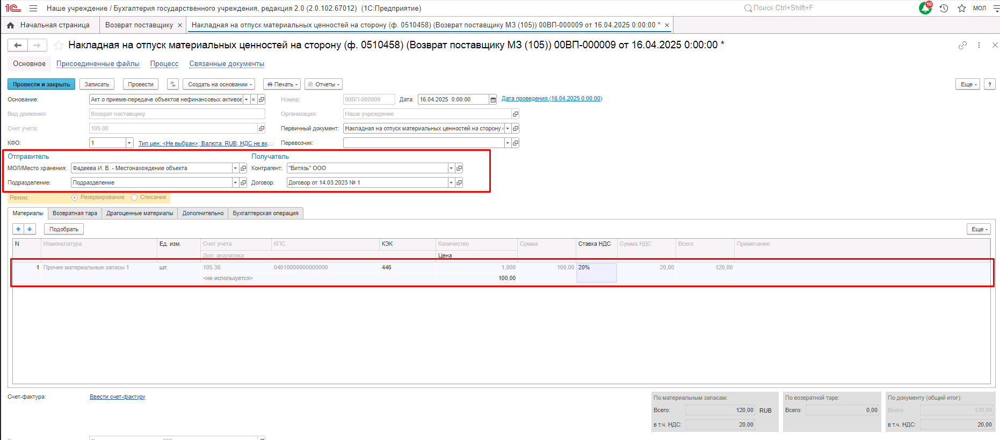 Наше учреждение / Бухгалтерия государственного учреждения, редакция 2.0 (2.0.102.67012) (1С:Предприятие)
Поиск Ctrl+Shift+F
10
МОЛ
Начальная страница
Возврат поставщику ×
Накладная на отпуск материальных ценностей на сторону (ф. 0510458) (Возврат поставщику МЗ (105)) 00ВП-000009 от 16.04.2025 0:00:00 * ×
Накладная на отпуск материальных ценностей на сторону (ф. 0510458) (Возврат поставщику МЗ (105)) 00ВП-000009 от 16.04.2025 0:00:00 *
Основное Присоединенные файлы Процесс Связанные документы
Провести и закрыть Записать Провести Дт Кт Создать на основании Печать Отчеты Еще ?
Основание: Акт о приеме-передаче объектов нефинансовых активов Номер: 00ВП-000009 Дата: 16.04.2025 0:00:00 Дата проведения (16.04.2025 0:00:00)
Вид движения: Возврат поставщику Организация: Наше учреждение
Счет учета: 105.00 Первичный документ: Накладная на отпуск материальных ценностей на сторону (
КФО: 1 Тип цен: <Не выбран>; Валюта: RUB; НДС не вк... Перевозчик:
Отправитель Получатель
МОЛ/Место хранения: Фадеева И. В. - Местонахождение объекта Контрагент: "Витязь" ООО
Подразделение: Подразделение Договор: Договор от 14.03.2023 № 1
Режим: Резервирование Списание
Материалы Возвратная тара Драгоценные материалы Дополнительно Бухгалтерская операция
Подобрать Еще
N Номенклатура Ед. изм. Счет учета КПС КЭК Количество Сумма Ставка НДС Сумма НДС Всего Примечание
Доп. аналитика Цена
1 Прочие материальные запасы 1 шт. 105.36 04010000000000000 446 1,000 100,00 20% 20,00 120,00
<не используется> 100,00
Счет-фактура: Ввести счет-фактуру
По материальным запасам: По возвратной таре: По документу (общий итог):
Всего: 120,00 RUB Всего: 0,00 Всего: 120,00
в т.ч. НДС: 20,00 в т.ч. НДС: 20,00